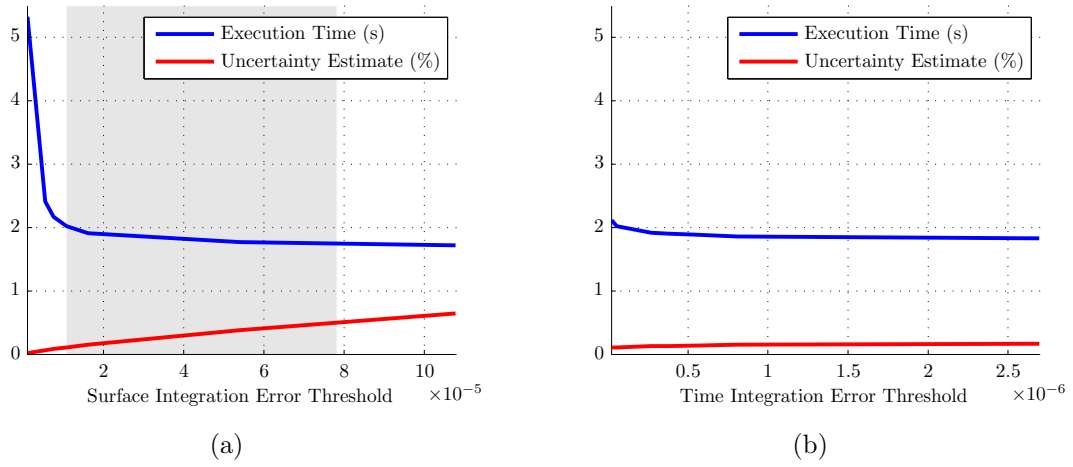 Execution Time (s)
Uncertainty Estimate (%)
5
4
3
2
1
0
2 4 6 8 10
×10⁻⁵
Surface Integration Error Threshold
(a)
Execution Time (s)
Uncertainty Estimate (%)
5
4
3
2
1
0
0.5 1 1.5 2 2.5
×10⁻⁶
Time Integration Error Threshold
(b)